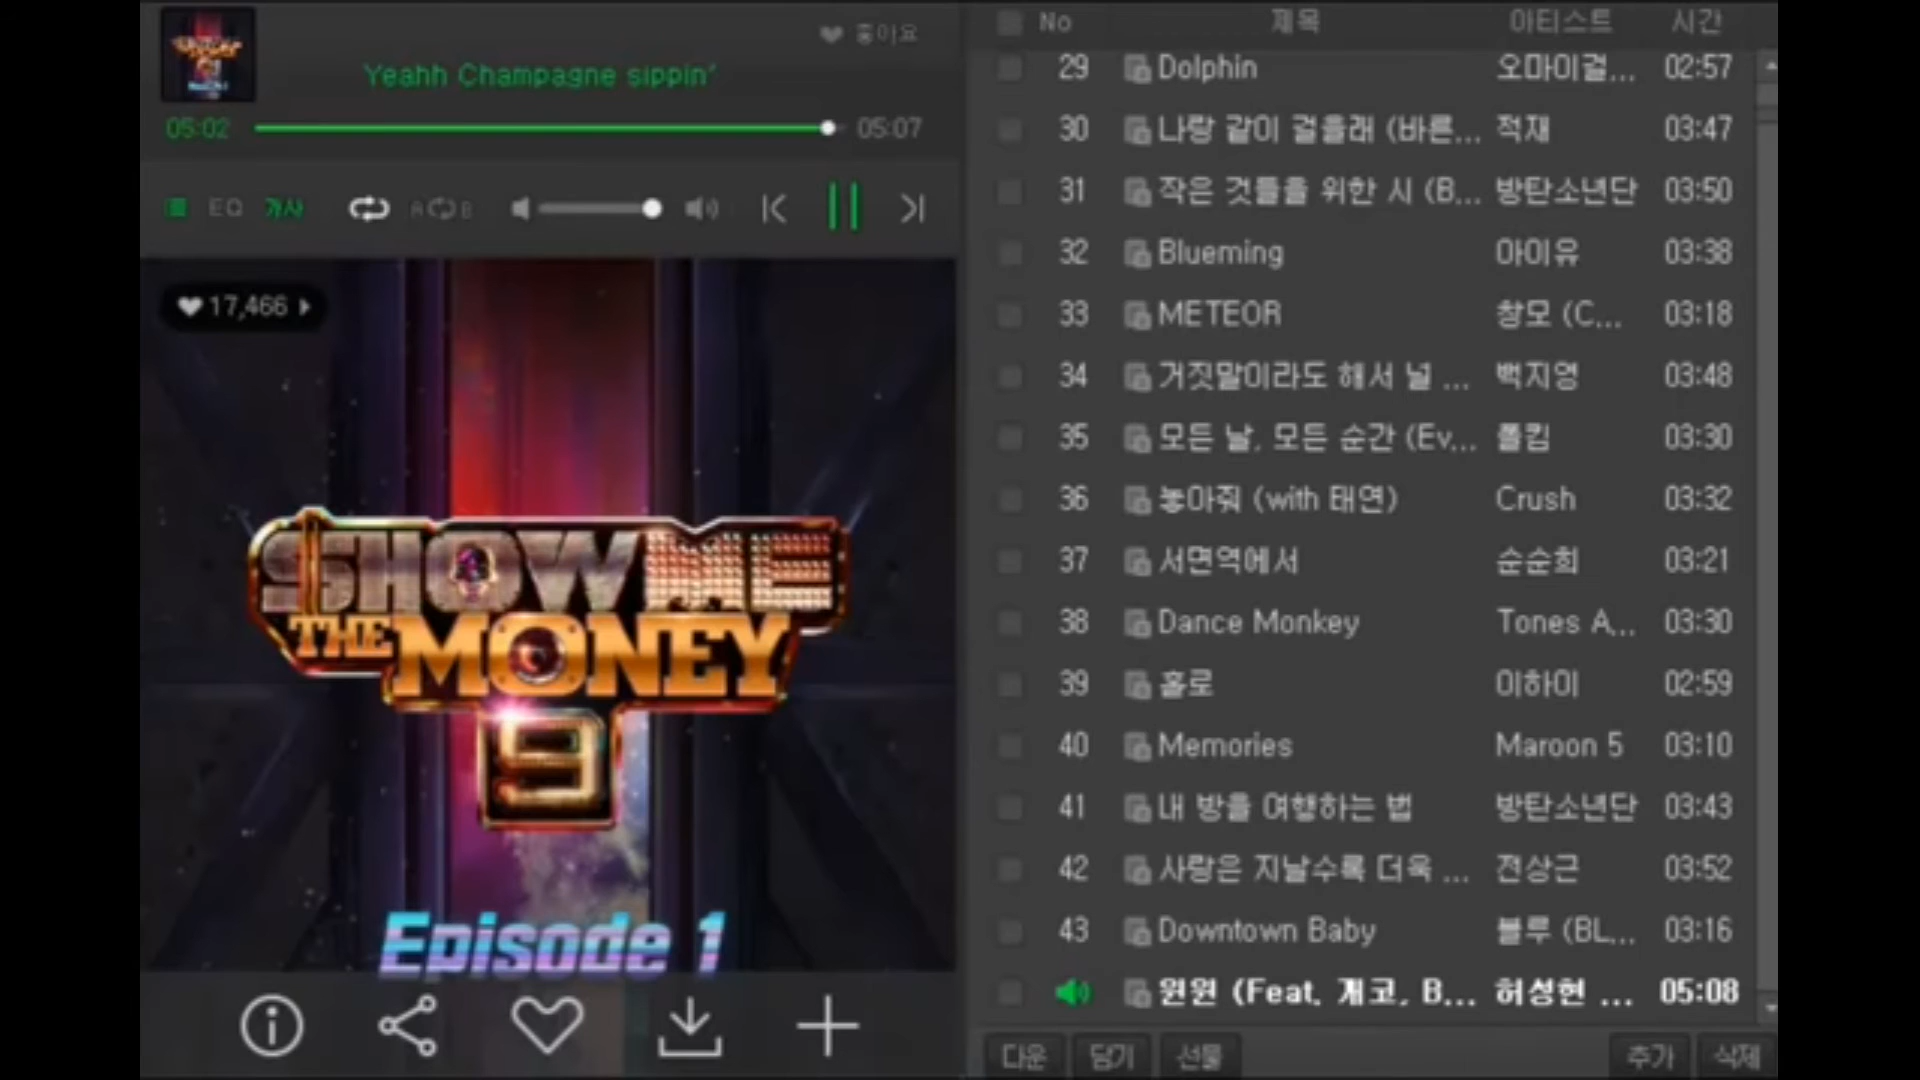 좋아요
Yeahh Champagne sippin'
05:02 05:07
EQ 가사 A B
17,466
SHOW ME
THE MONEY
9
Episode 1
No 제목 아티스트 시간
29 Dolphin 오마이걸... 02:57
30 나랑 같이 걸을래 (바른... 적재 03:47
31 작은 것들을 위한 시 (B... 방탄소년단 03:50
32 Blueming 아이유 03:38
33 METEOR 창모 (C... 03:18
34 거짓말이라도 해서 널 ... 백지영 03:48
35 모든 날, 모든 순간 (Ev... 폴킴 03:30
36 놓아줘 (with 태연) Crush 03:32
37 서면역에서 순순희 03:21
38 Dance Monkey Tones A... 03:30
39 홀로 이하이 02:59
40 Memories Maroon 5 03:10
41 내 방을 여행하는 법 방탄소년단 03:43
42 사랑은 지날수록 더욱 ... 전상근 03:52
43 Downtown Baby 블루 (BL... 03:16
원원 (Feat. 개코, B... 허성현 ... 05:08
다운 담기 선물 추가 삭제